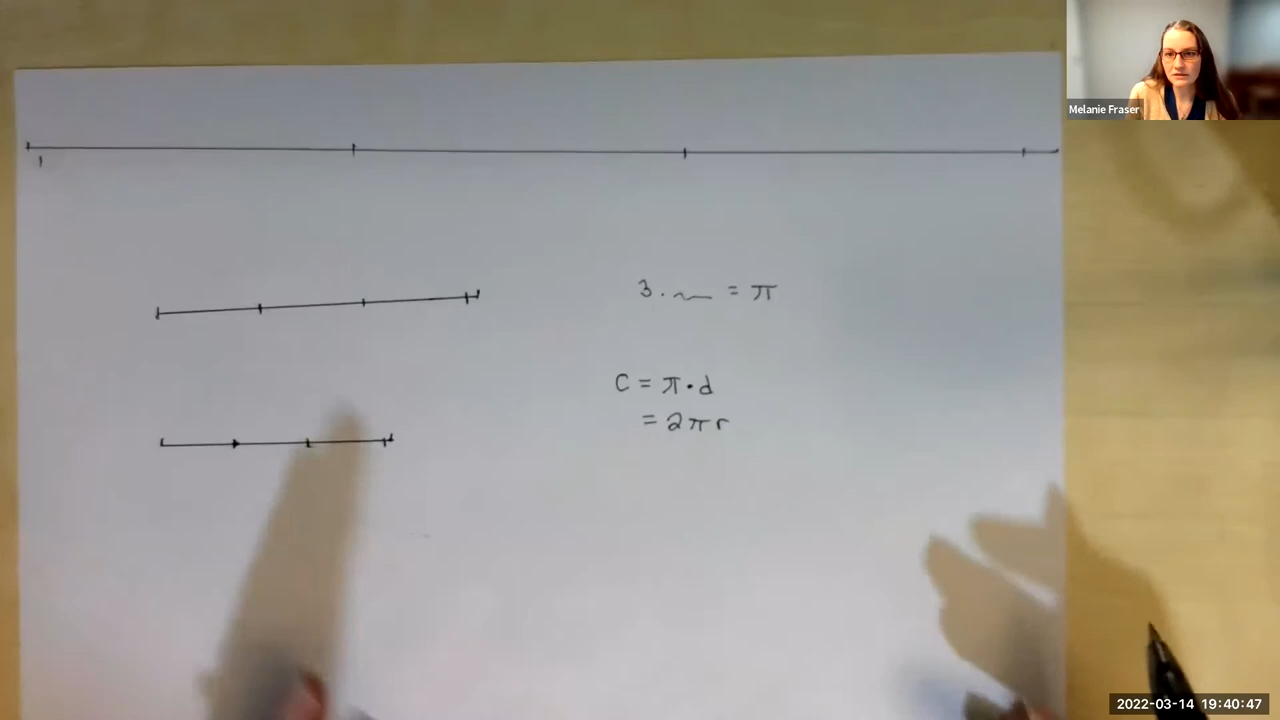 Melanie Fraser
3. = π
C = π·d
= 2πr
2022-03-14 19:40:47